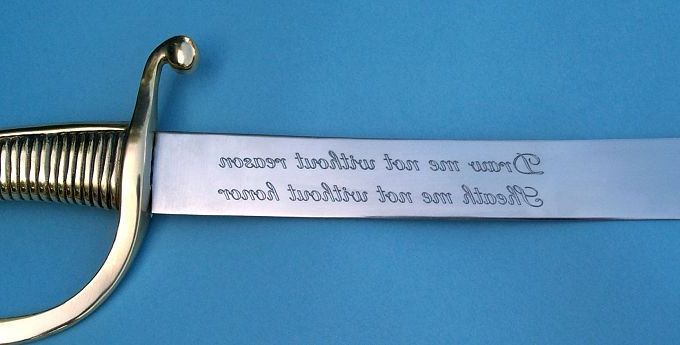 Draw me not without reason
Sheath me not without honor